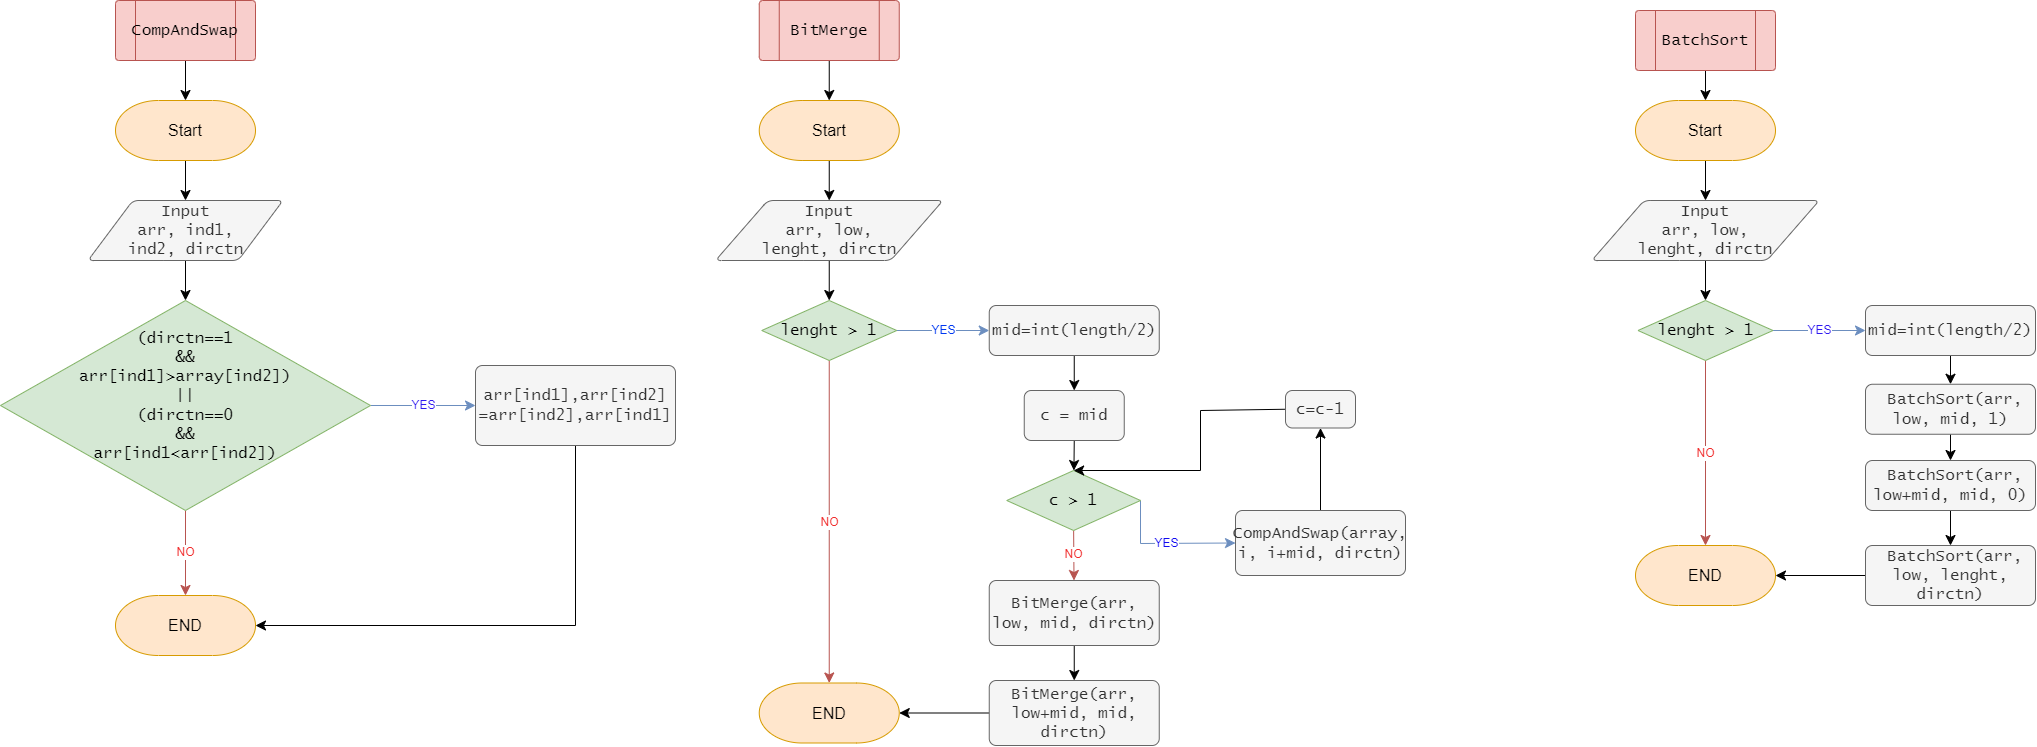 CompAndSwap
Start
Input
arr, ind1,
ind2, dirctn
(dirctn==1
&&
arr[ind1]>array[ind2])
||
(dirctn==0
&&
arr[ind1<arr[ind2])
YES
arr[ind1],arr[ind2]
=arr[ind2],arr[ind1]
NO
END
BitMerge
Start
Input
arr, low,
lenght, dirctn
lenght > 1
YES
mid=int(length/2)
c = mid
c=c-1
c > 1
YES
CompAndSwap(array,
i, i+mid, dirctn)
NO
NO
BitMerge(arr,
low, mid, dirctn)
BitMerge(arr,
low+mid, mid,
dirctn)
END
BatchSort
Start
Input
arr, low,
lenght, dirctn
lenght > 1
YES
mid=int(length/2)
BatchSort(arr,
low, mid, 1)
BatchSort(arr,
low+mid, mid, 0)
NO
BatchSort(arr,
low, lenght,
dirctn)
END